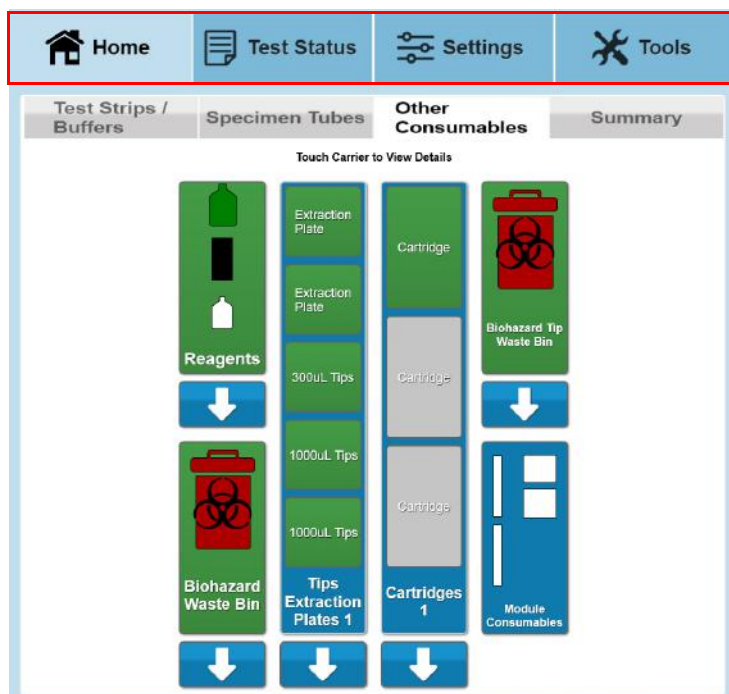 Home
Test Status
Settings
Tools
Test Strips /
Buffers
Specimen Tubes
Other
Consumables
Summary
Touch Carrier to View Details
Reagents
Biohazard
Waste Bin
Extraction
Plate
Extraction
Plate
300uL Tips
1000uL Tips
1000uL Tips
Tips
Extraction
Plates 1
Cartridge
Cartridge
Cartridge
Cartridges
1
Biohazard Tip
Waste Bin
Module
Consumables